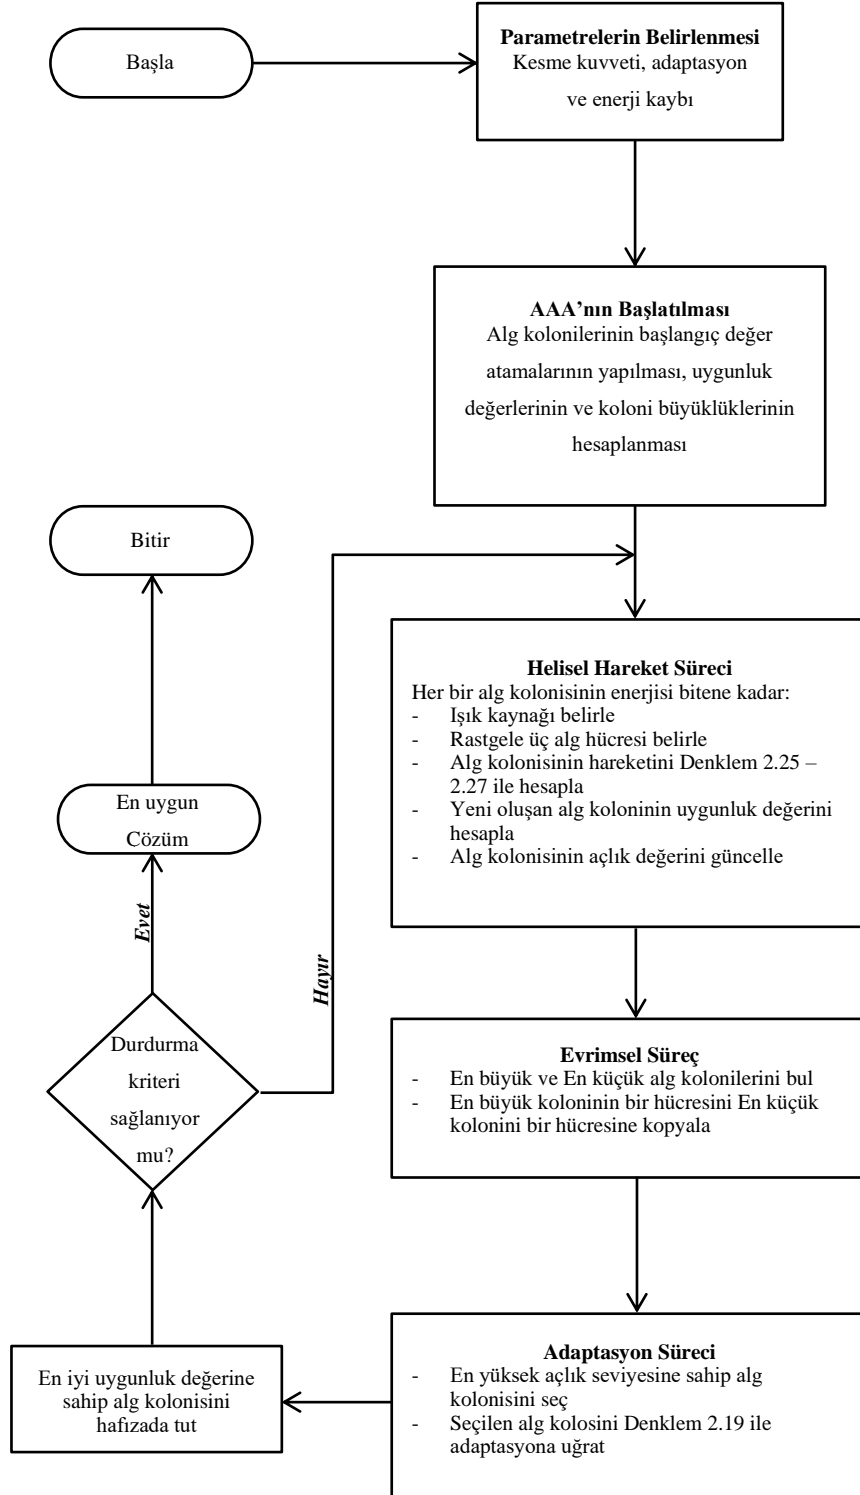 Başla
Parametrelerin Belirlenmesi
Kesme kuvveti, adaptasyon
ve enerji kaybı
AAA’nın Başlatılması
Alg kolonilerinin başlangıç değer
atamalarının yapılması, uygunluk
değerlerinin ve koloni büyüklüklerinin
hesaplanması
Helisel Hareket Süreci
Her bir alg kolonisinin enerjisi bitene kadar:
- Işık kaynağı belirle
- Rastgele üç alg hücresi belirle
- Alg kolonisinin hareketini Denklem 2.25 –
2.27 ile hesapla
- Yeni oluşan alg koloninin uygunluk değerini
hesapla
- Alg kolonisinin açlık değerini güncelle
Evrimsel Süreç
- En büyük ve En küçük alg kolonilerini bul
- En büyük koloninin bir hücresini En küçük
kolonini bir hücresine kopyala
Adaptasyon Süreci
- En yüksek açlık seviyesine sahip alg
kolonisini seç
- Seçilen alg kolosini Denklem 2.19 ile
adaptasyona uğrat
En iyi uygunluk değerine
sahip alg kolonisini
hafızada tut
Durdurma
kriteri
sağlanıyor
mu?
Hayır
Evet
En uygun
Çözüm
Bitir